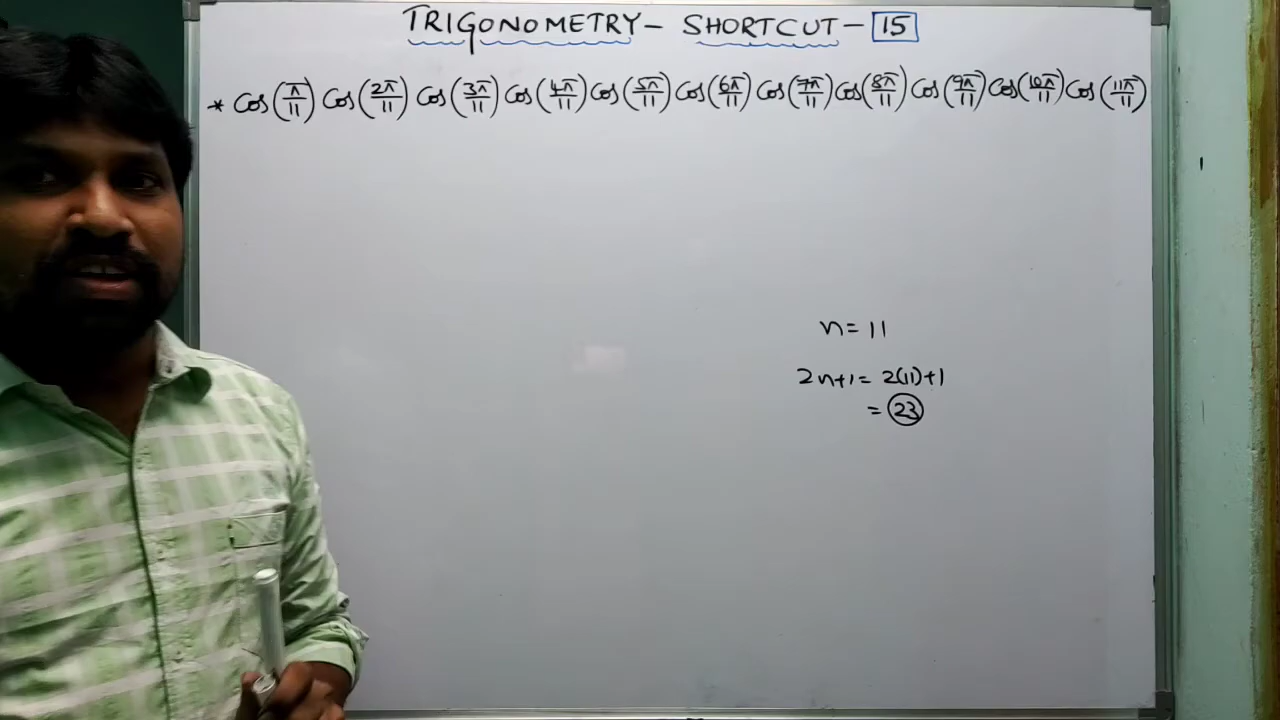 TRIGONOMETRY - SHORTCUT - 15
* Cos(π/11) Cos(2π/11) Cos(3π/11) Cos(4π/11) Cos(5π/11) Cos(6π/11) Cos(7π/11) Cos(8π/11) Cos(9π/11) Cos(10π/11) Cos(11π/11)
n = 11
2n+1 = 2(11)+1
= 23